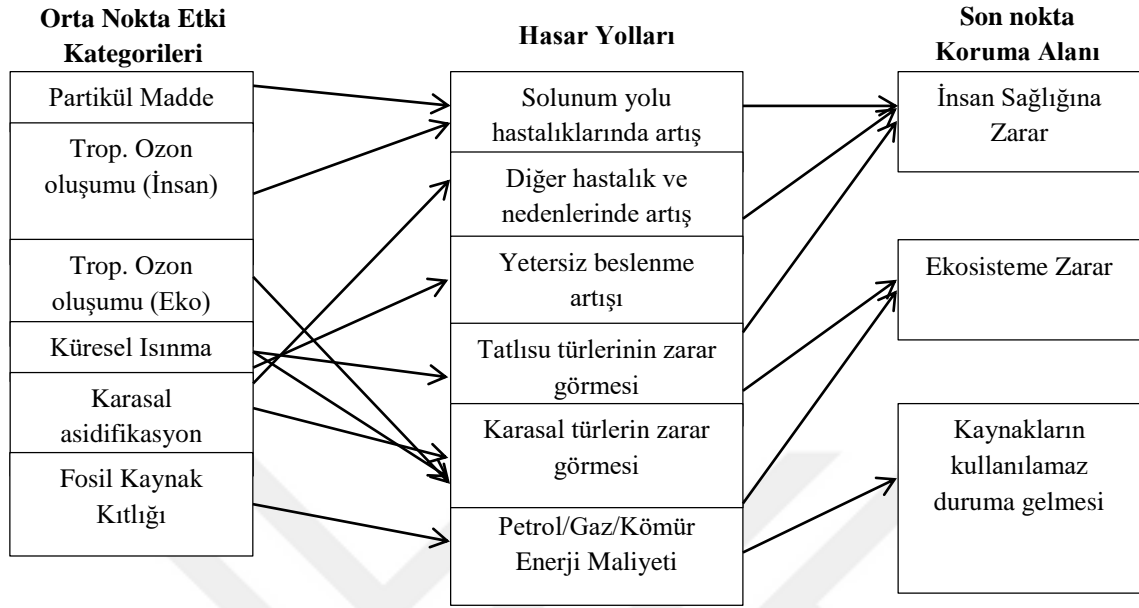 Orta Nokta Etki
Kategorileri
Partikül Madde
Trop. Ozon
oluşumu (İnsan)
Trop. Ozon
oluşumu (Eko)
Küresel Isınma
Karasal
asidifikasyon
Fosil Kaynak
Kıtlığı
Hasar Yolları
Solunum yolu
hastalıklarında artış
Diğer hastalık ve
nedenlerinde artış
Yetersiz beslenme
artışı
Tatlısu türlerinin zarar
görmesi
Karasal türlerin zarar
görmesi
Petrol/Gaz/Kömür
Enerji Maliyeti
Son nokta
Koruma Alanı
İnsan Sağlığına
Zarar
Ekosisteme Zarar
Kaynakların
kullanılamaz
duruma gelmesi